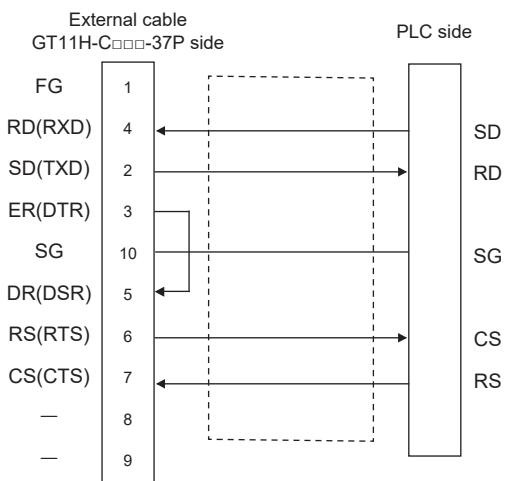 External cable
GT11H-C□□□-37P side
PLC side
FG 1
RD(RXD) 4 SD
SD(TXD) 2 RD
ER(DTR) 3
SG 10 SG
DR(DSR) 5
RS(RTS) 6 CS
CS(CTS) 7 RS
— 8
— 9